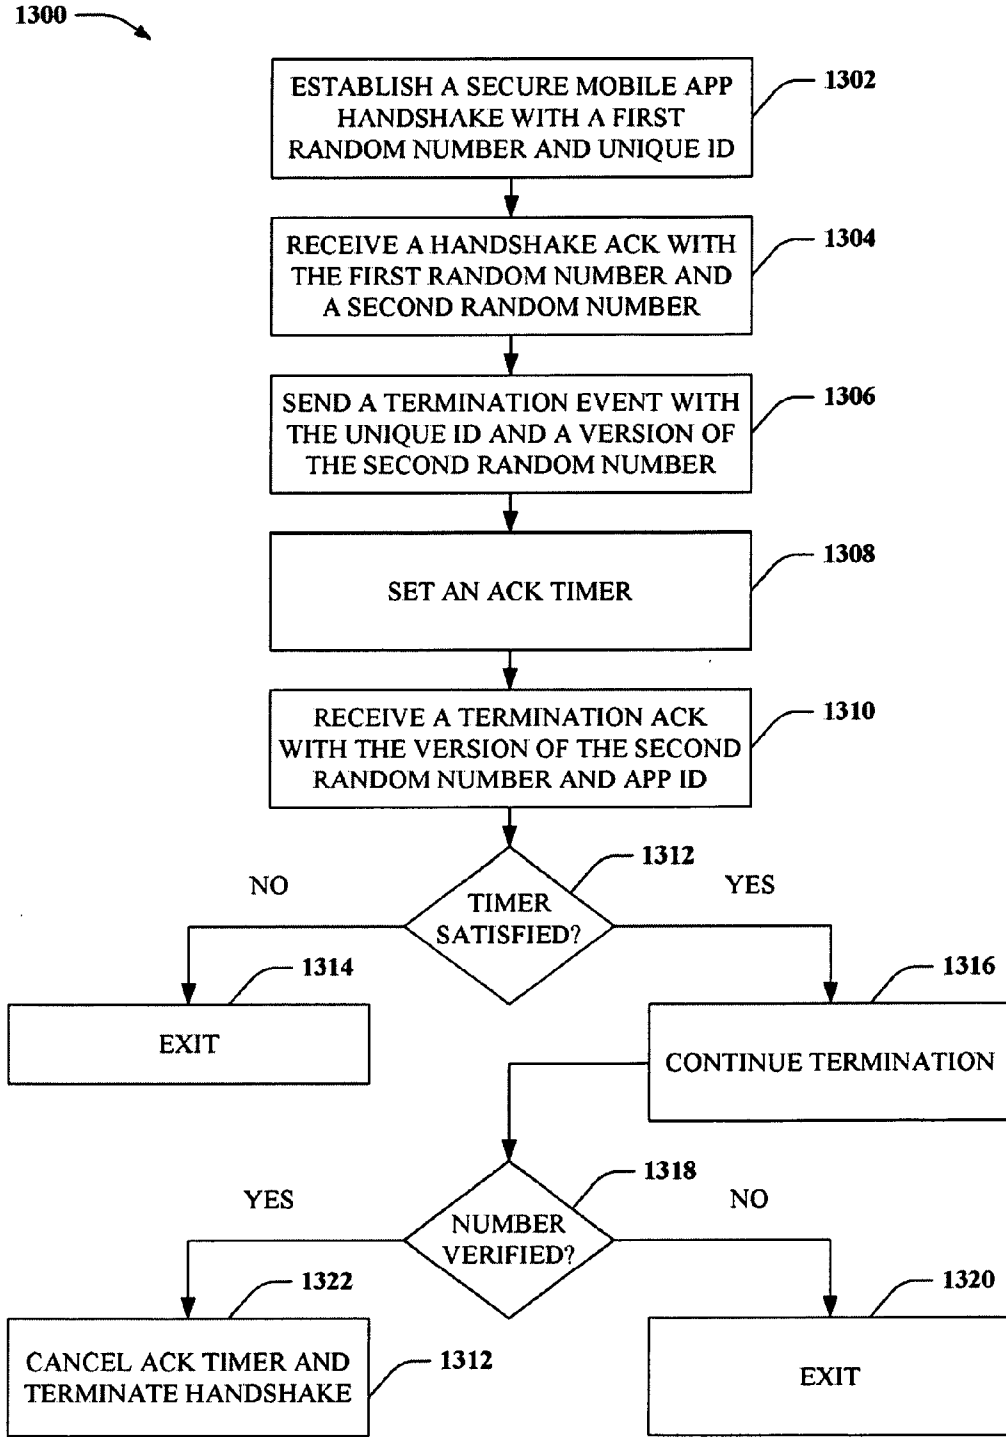 1300
ESTABLISH A SECURE MOBILE APP
HANDSHAKE WITH A FIRST
RANDOM NUMBER AND UNIQUE ID
1302
RECEIVE A HANDSHAKE ACK WITH
THE FIRST RANDOM NUMBER AND
A SECOND RANDOM NUMBER
1304
SEND A TERMINATION EVENT WITH
THE UNIQUE ID AND A VERSION OF
THE SECOND RANDOM NUMBER
1306
SET AN ACK TIMER
1308
RECEIVE A TERMINATION ACK
WITH THE VERSION OF THE SECOND
RANDOM NUMBER AND APP ID
1310
TIMER
SATISFIED?
1312
NO
YES
EXIT
1314
CONTINUE TERMINATION
1316
NUMBER
VERIFIED?
1318
YES
NO
CANCEL ACK TIMER AND
TERMINATE HANDSHAKE
1322
1312
EXIT
1320